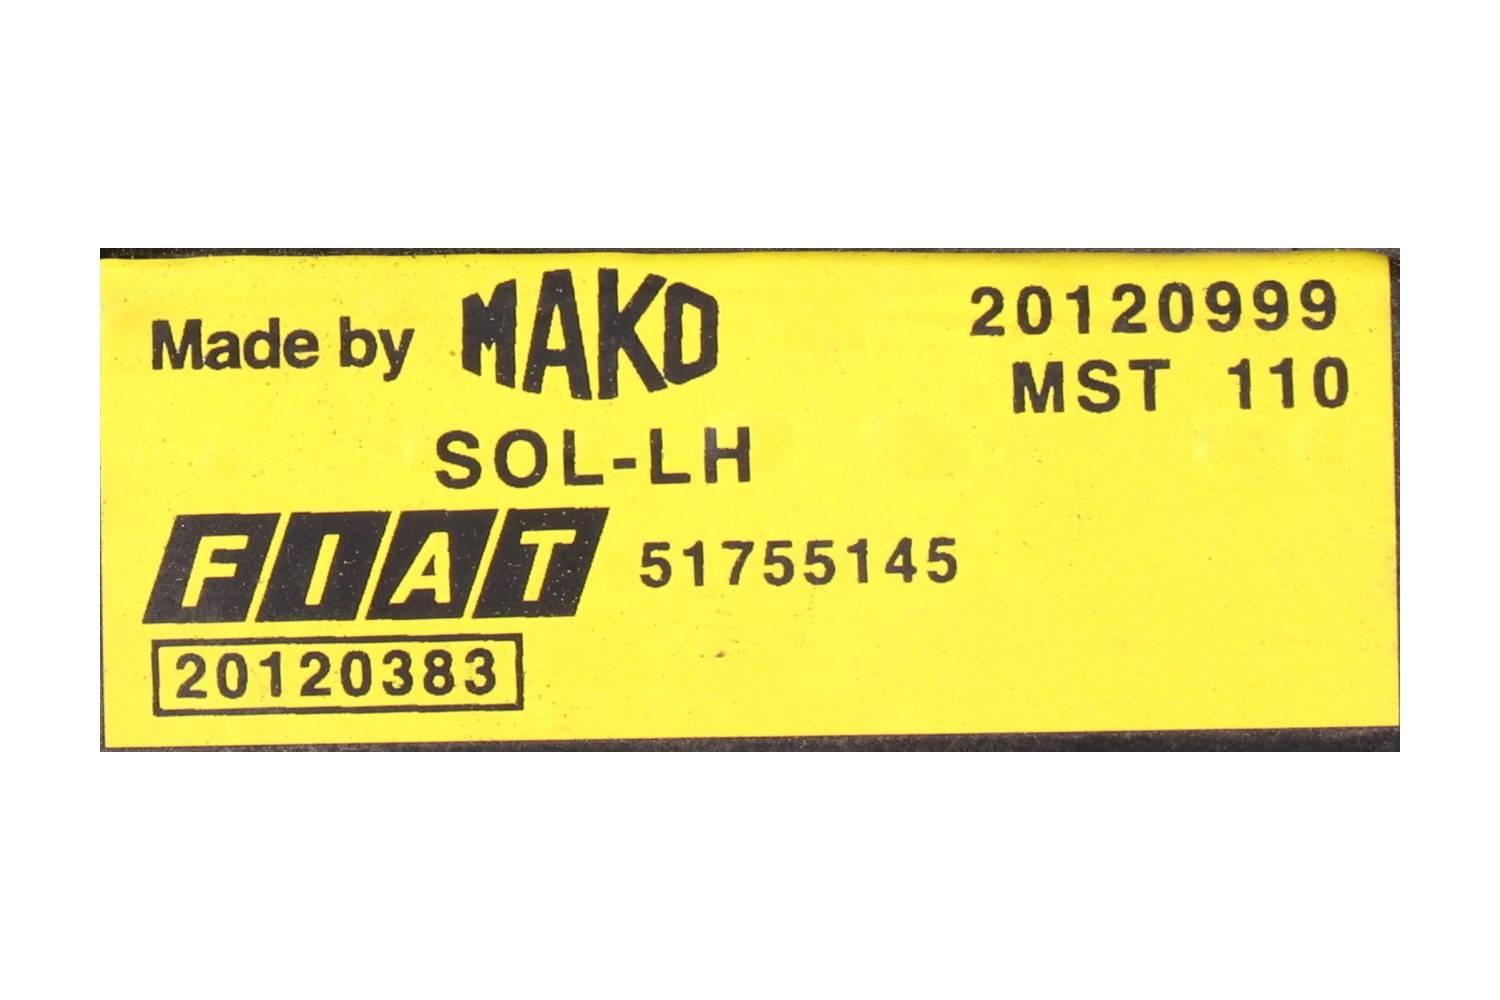 Made by MAKO 20120999
MST 110
SOL-LH
FIAT 51755145
20120383